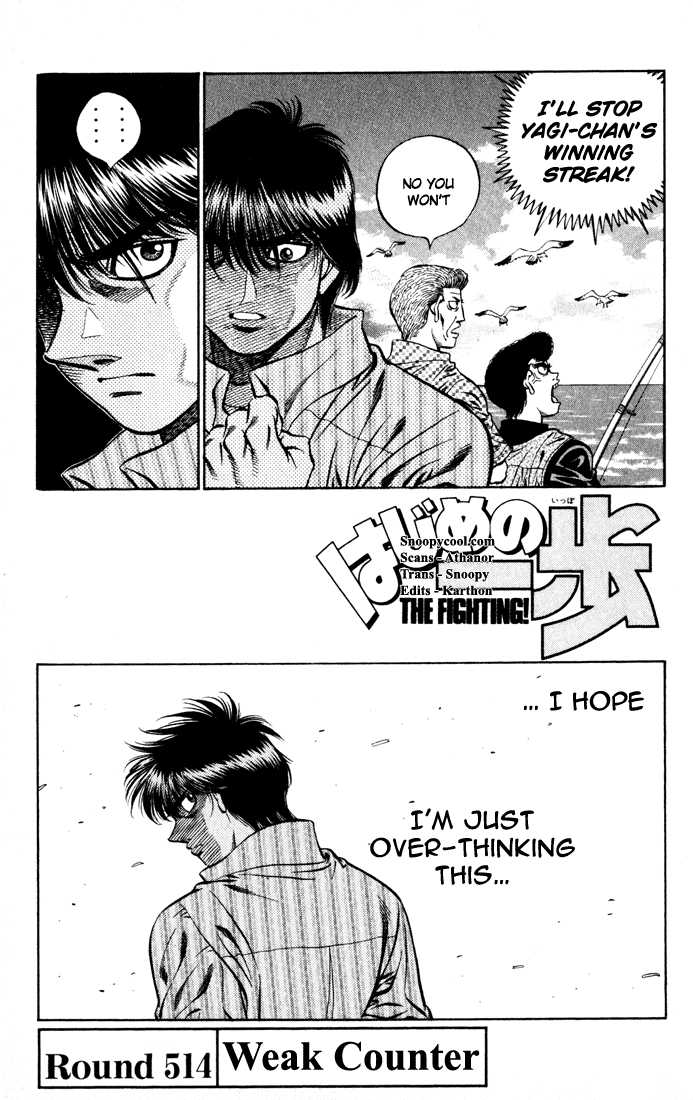 I'LL STOP
YAGI-CHAN'S
WINNING
STREAK!
NO YOU
WON'T
......
......
はじめの一歩
いっぽ
Snoopycool.com
Scans - Athanor
Trans - Snoopy
Edits - Karthon
THE FIGHTING!
... I HOPE
I'M JUST
OVER-THINKING
THIS...
Round 514
Weak Counter